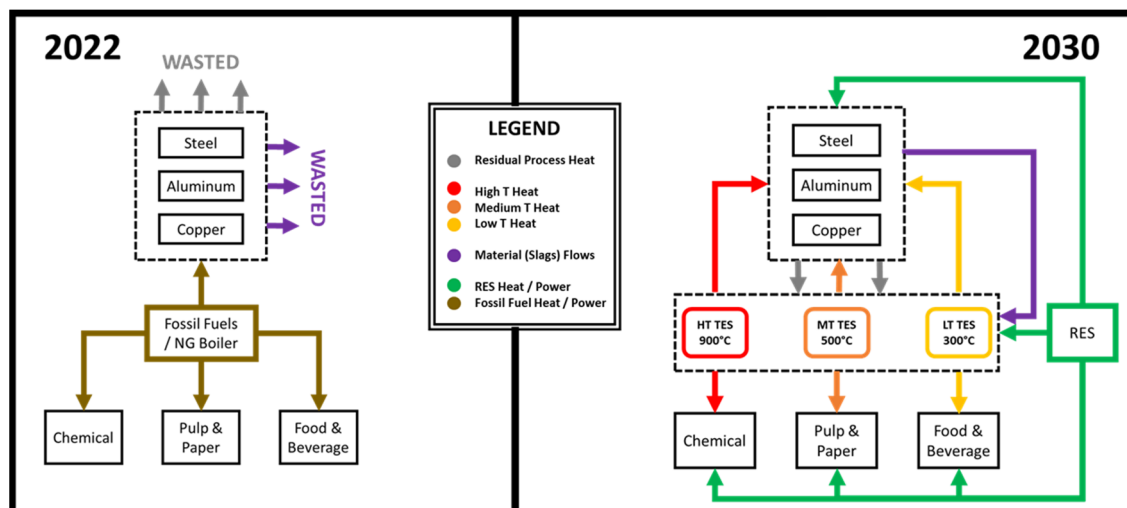 2022
WASTED
Steel
Aluminum
Copper
WASTED
Fossil Fuels
/ NG Boiler
Chemical
Pulp &
Paper
Food &
Beverage
LEGEND
Residual Process Heat
High T Heat
Medium T Heat
Low T Heat
Material (Slags) Flows
RES Heat / Power
Fossil Fuel Heat / Power
2030
Steel
Aluminum
Copper
HT TES
900°C
MT TES
500°C
LT TES
300°C
RES
Chemical
Pulp &
Paper
Food &
Beverage